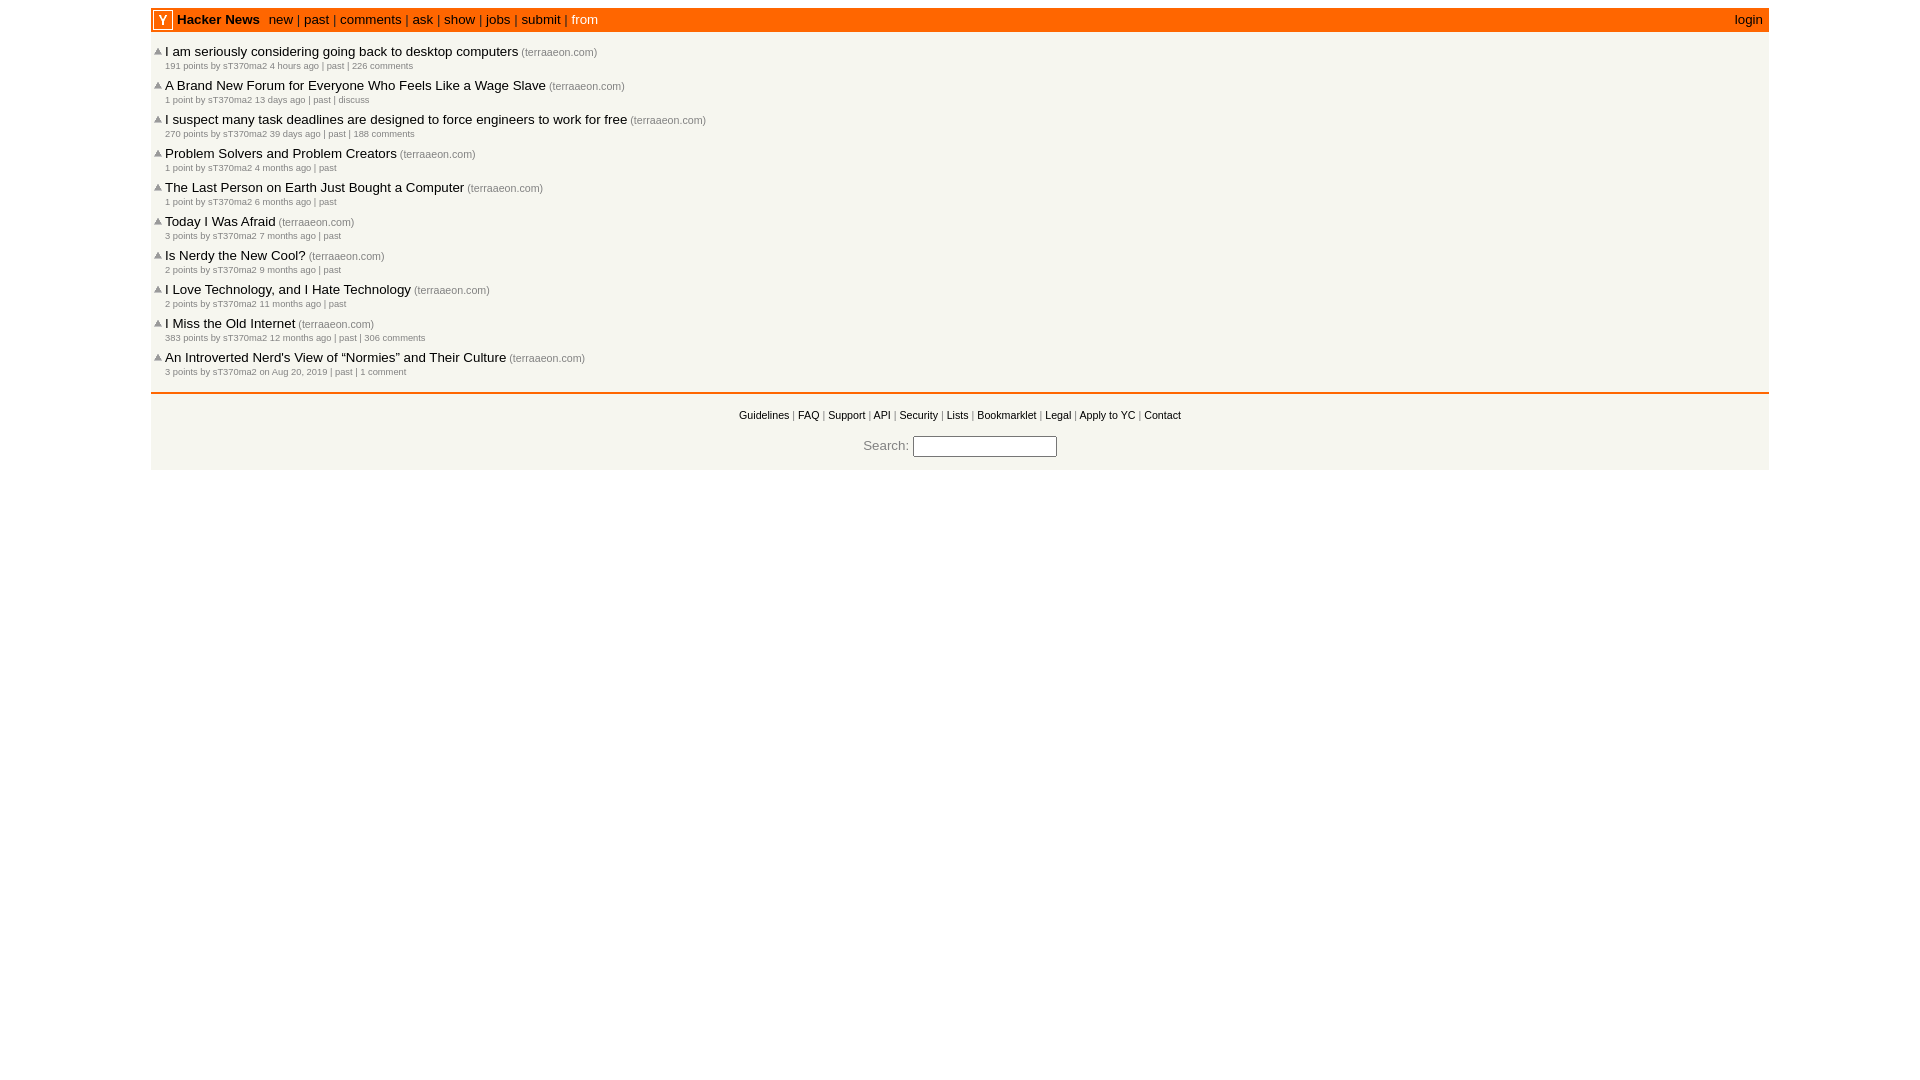 Y Hacker News new | past | comments | ask | show | jobs | submit | from login
I am seriously considering going back to desktop computers (terraaeon.com)
191 points by sT370ma2 4 hours ago | past | 226 comments
A Brand New Forum for Everyone Who Feels Like a Wage Slave (terraaeon.com)
1 point by sT370ma2 13 days ago | past | discuss
I suspect many task deadlines are designed to force engineers to work for free (terraaeon.com)
270 points by sT370ma2 39 days ago | past | 188 comments
Problem Solvers and Problem Creators (terraaeon.com)
1 point by sT370ma2 4 months ago | past
The Last Person on Earth Just Bought a Computer (terraaeon.com)
1 point by sT370ma2 6 months ago | past
Today I Was Afraid (terraaeon.com)
3 points by sT370ma2 7 months ago | past
Is Nerdy the New Cool? (terraaeon.com)
2 points by sT370ma2 9 months ago | past
I Love Technology, and I Hate Technology (terraaeon.com)
2 points by sT370ma2 11 months ago | past
I Miss the Old Internet (terraaeon.com)
383 points by sT370ma2 12 months ago | past | 306 comments
An Introverted Nerd's View of “Normies” and Their Culture (terraaeon.com)
3 points by sT370ma2 on Aug 20, 2019 | past | 1 comment
Guidelines | FAQ | Support | API | Security | Lists | Bookmarklet | Legal | Apply to YC | Contact
Search: